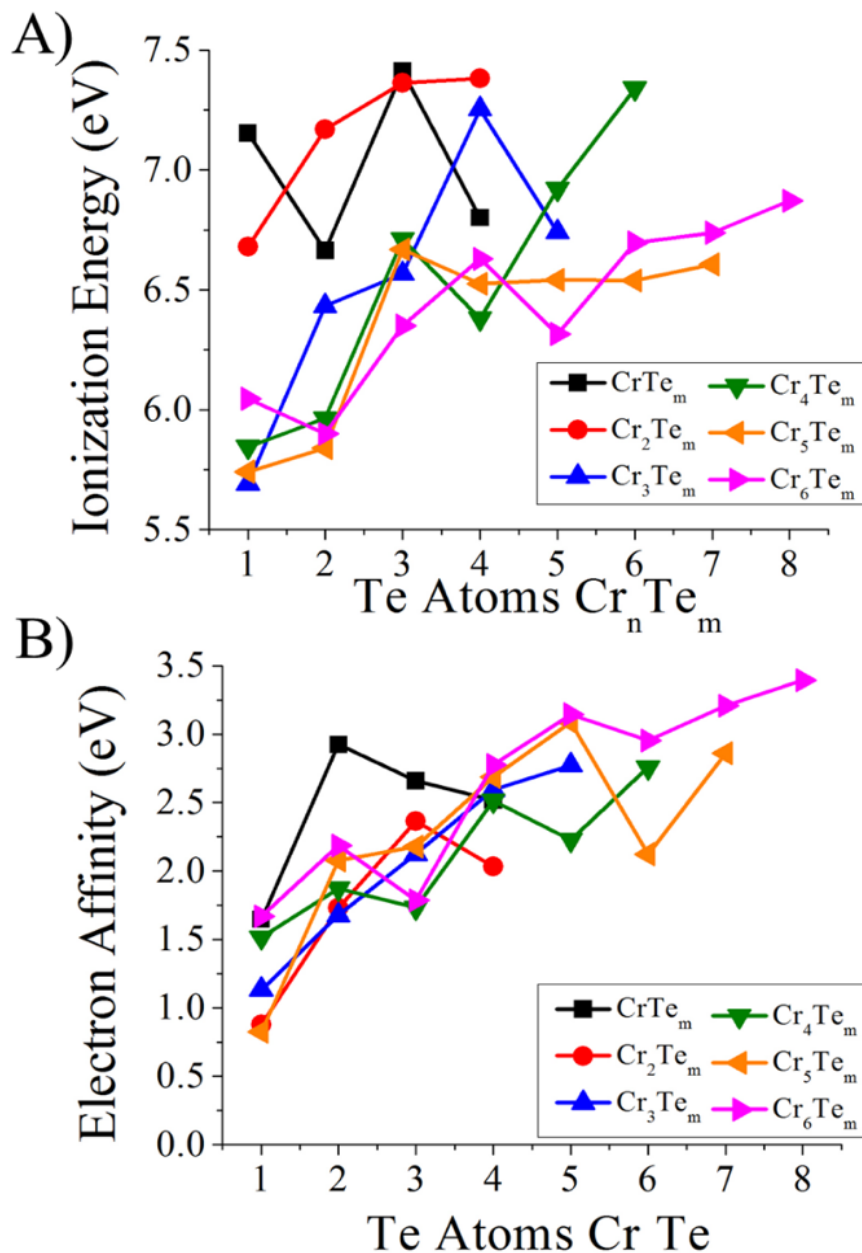 A)
Ionization Energy (eV)
7.5
7.0
6.5
6.0
5.5
CrTeₘ
Cr₂Teₘ
Cr₃Teₘ
Cr₄Teₘ
Cr₅Teₘ
Cr₆Teₘ
1 2 3 4 5 6 7 8
Te Atoms CrₙTeₘ
B)
Electron Affinity (eV)
3.5
3.0
2.5
2.0
1.5
1.0
0.5
0.0
CrTeₘ
Cr₂Teₘ
Cr₃Teₘ
Cr₄Teₘ
Cr₅Teₘ
Cr₆Teₘ
1 2 3 4 5 6 7 8
Te Atoms Cr Te